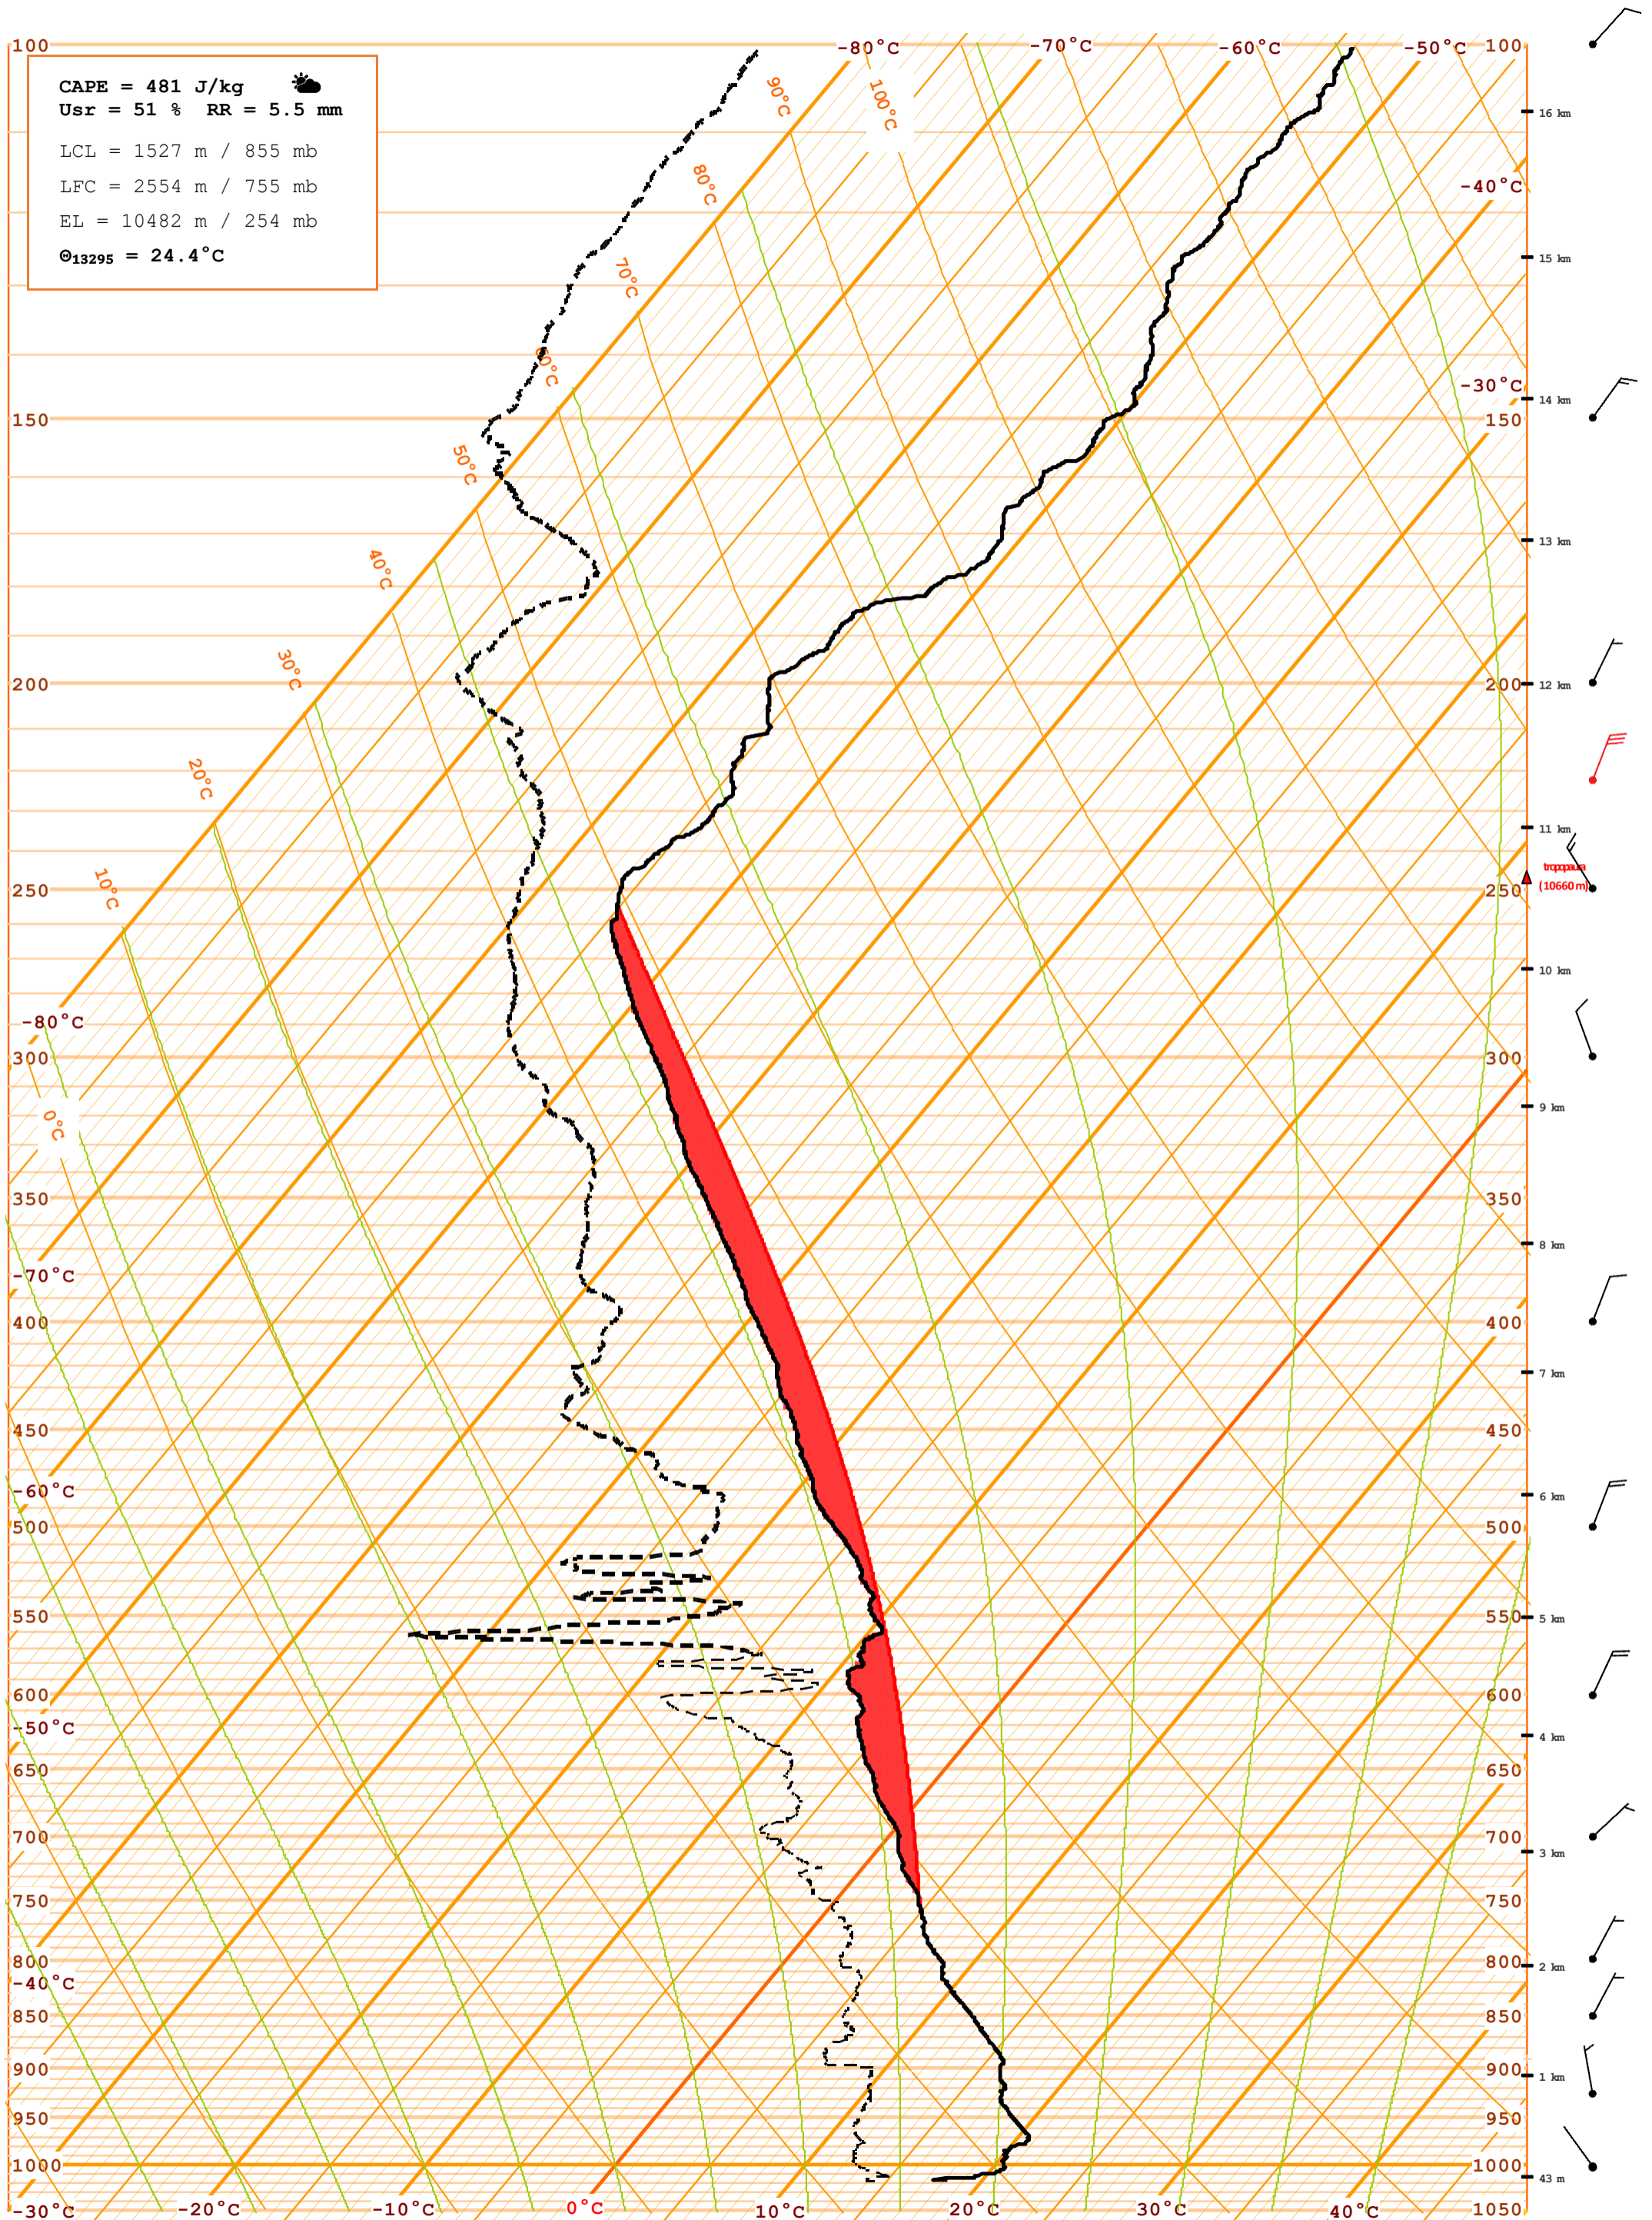 100 -80°C -70°C -60°C -50°C 100
CAPE = 481 J/kg
Usr = 51 % RR = 5.5 mm
LCL = 1527 m / 855 mb
LFC = 2554 m / 755 mb
EL = 10482 m / 254 mb
Θ13295 = 24.4°C
90°C 100°C 16 km
80°C -40°C
70°C 15 km
60°C -30°C 14 km
150 150
50°C
40°C 13 km
30°C
200 200 12 km
20°C
11 km
10°C tropopauza
250 250 (10660 m)
10 km
-80°C
300 300
0°C 9 km
350 350
8 km
-70°C
400 400
7 km
450 450
-60°C 6 km
500 500
550 550 5 km
600 600
-50°C 4 km
650 650
700 700
3 km
750 750
800 800 2 km
-40°C
850 850
900 900 1 km
950 950
1000 1000 43 m
-30°C -20°C -10°C 0°C 10°C 20°C 30°C 40°C 1050